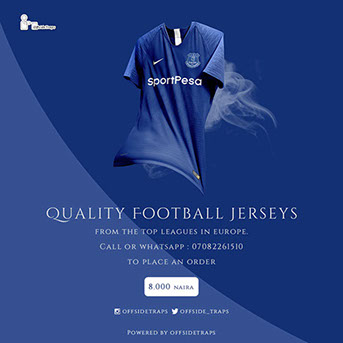 offsideTraps
SportPesa
QUALITY FOOTBALL JERSEYS
FROM THE TOP LEAGUES IN EUROPE.
CALL OR WHATSAPP : 07082261510
TO PLACE AN ORDER
8.000 NAIRA
OFFSIDETRAPS OFFSIDE_TRAPS
POWERED BY OFFSIDETRAPS